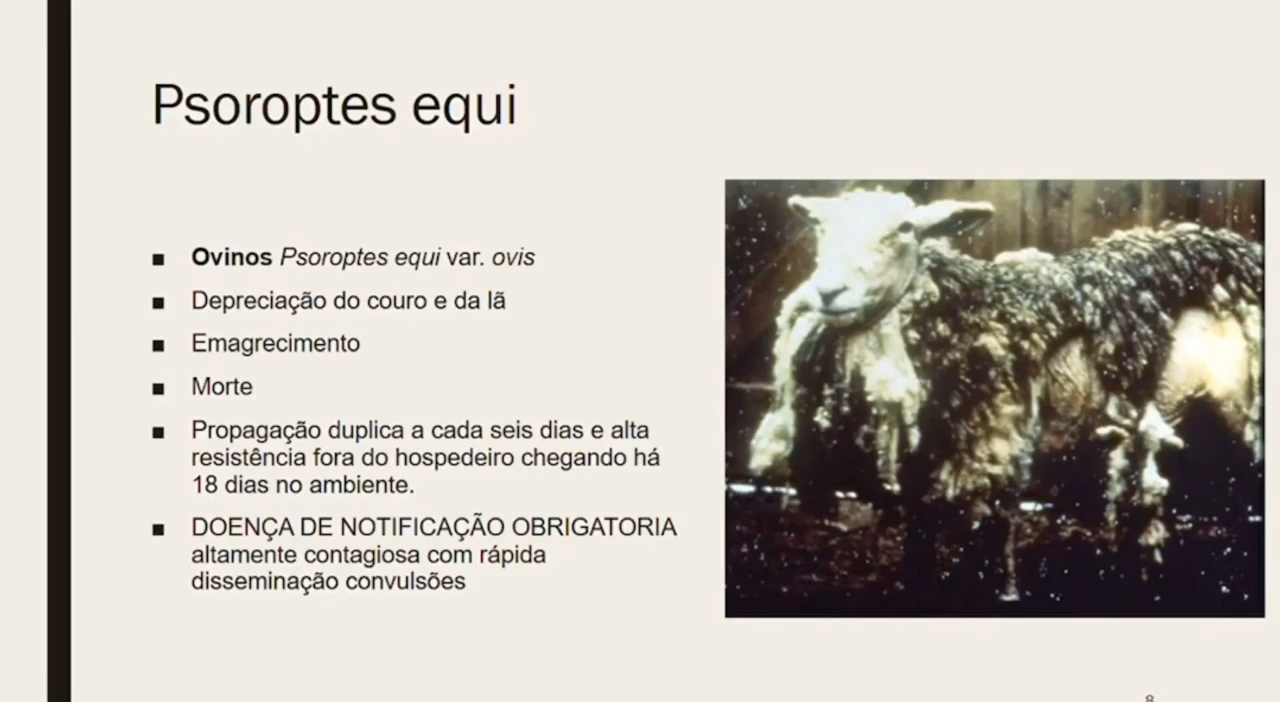 Psoroptes equi
■ Ovinos Psoroptes equi var. ovis
■ Depreciação do couro e da lã
■ Emagrecimento
■ Morte
■ Propagação duplica a cada seis dias e alta
resistência fora do hospedeiro chegando há
18 dias no ambiente.
■ DOENÇA DE NOTIFICAÇÃO OBRIGATORIA
altamente contagiosa com rápida
disseminação convulsões
8